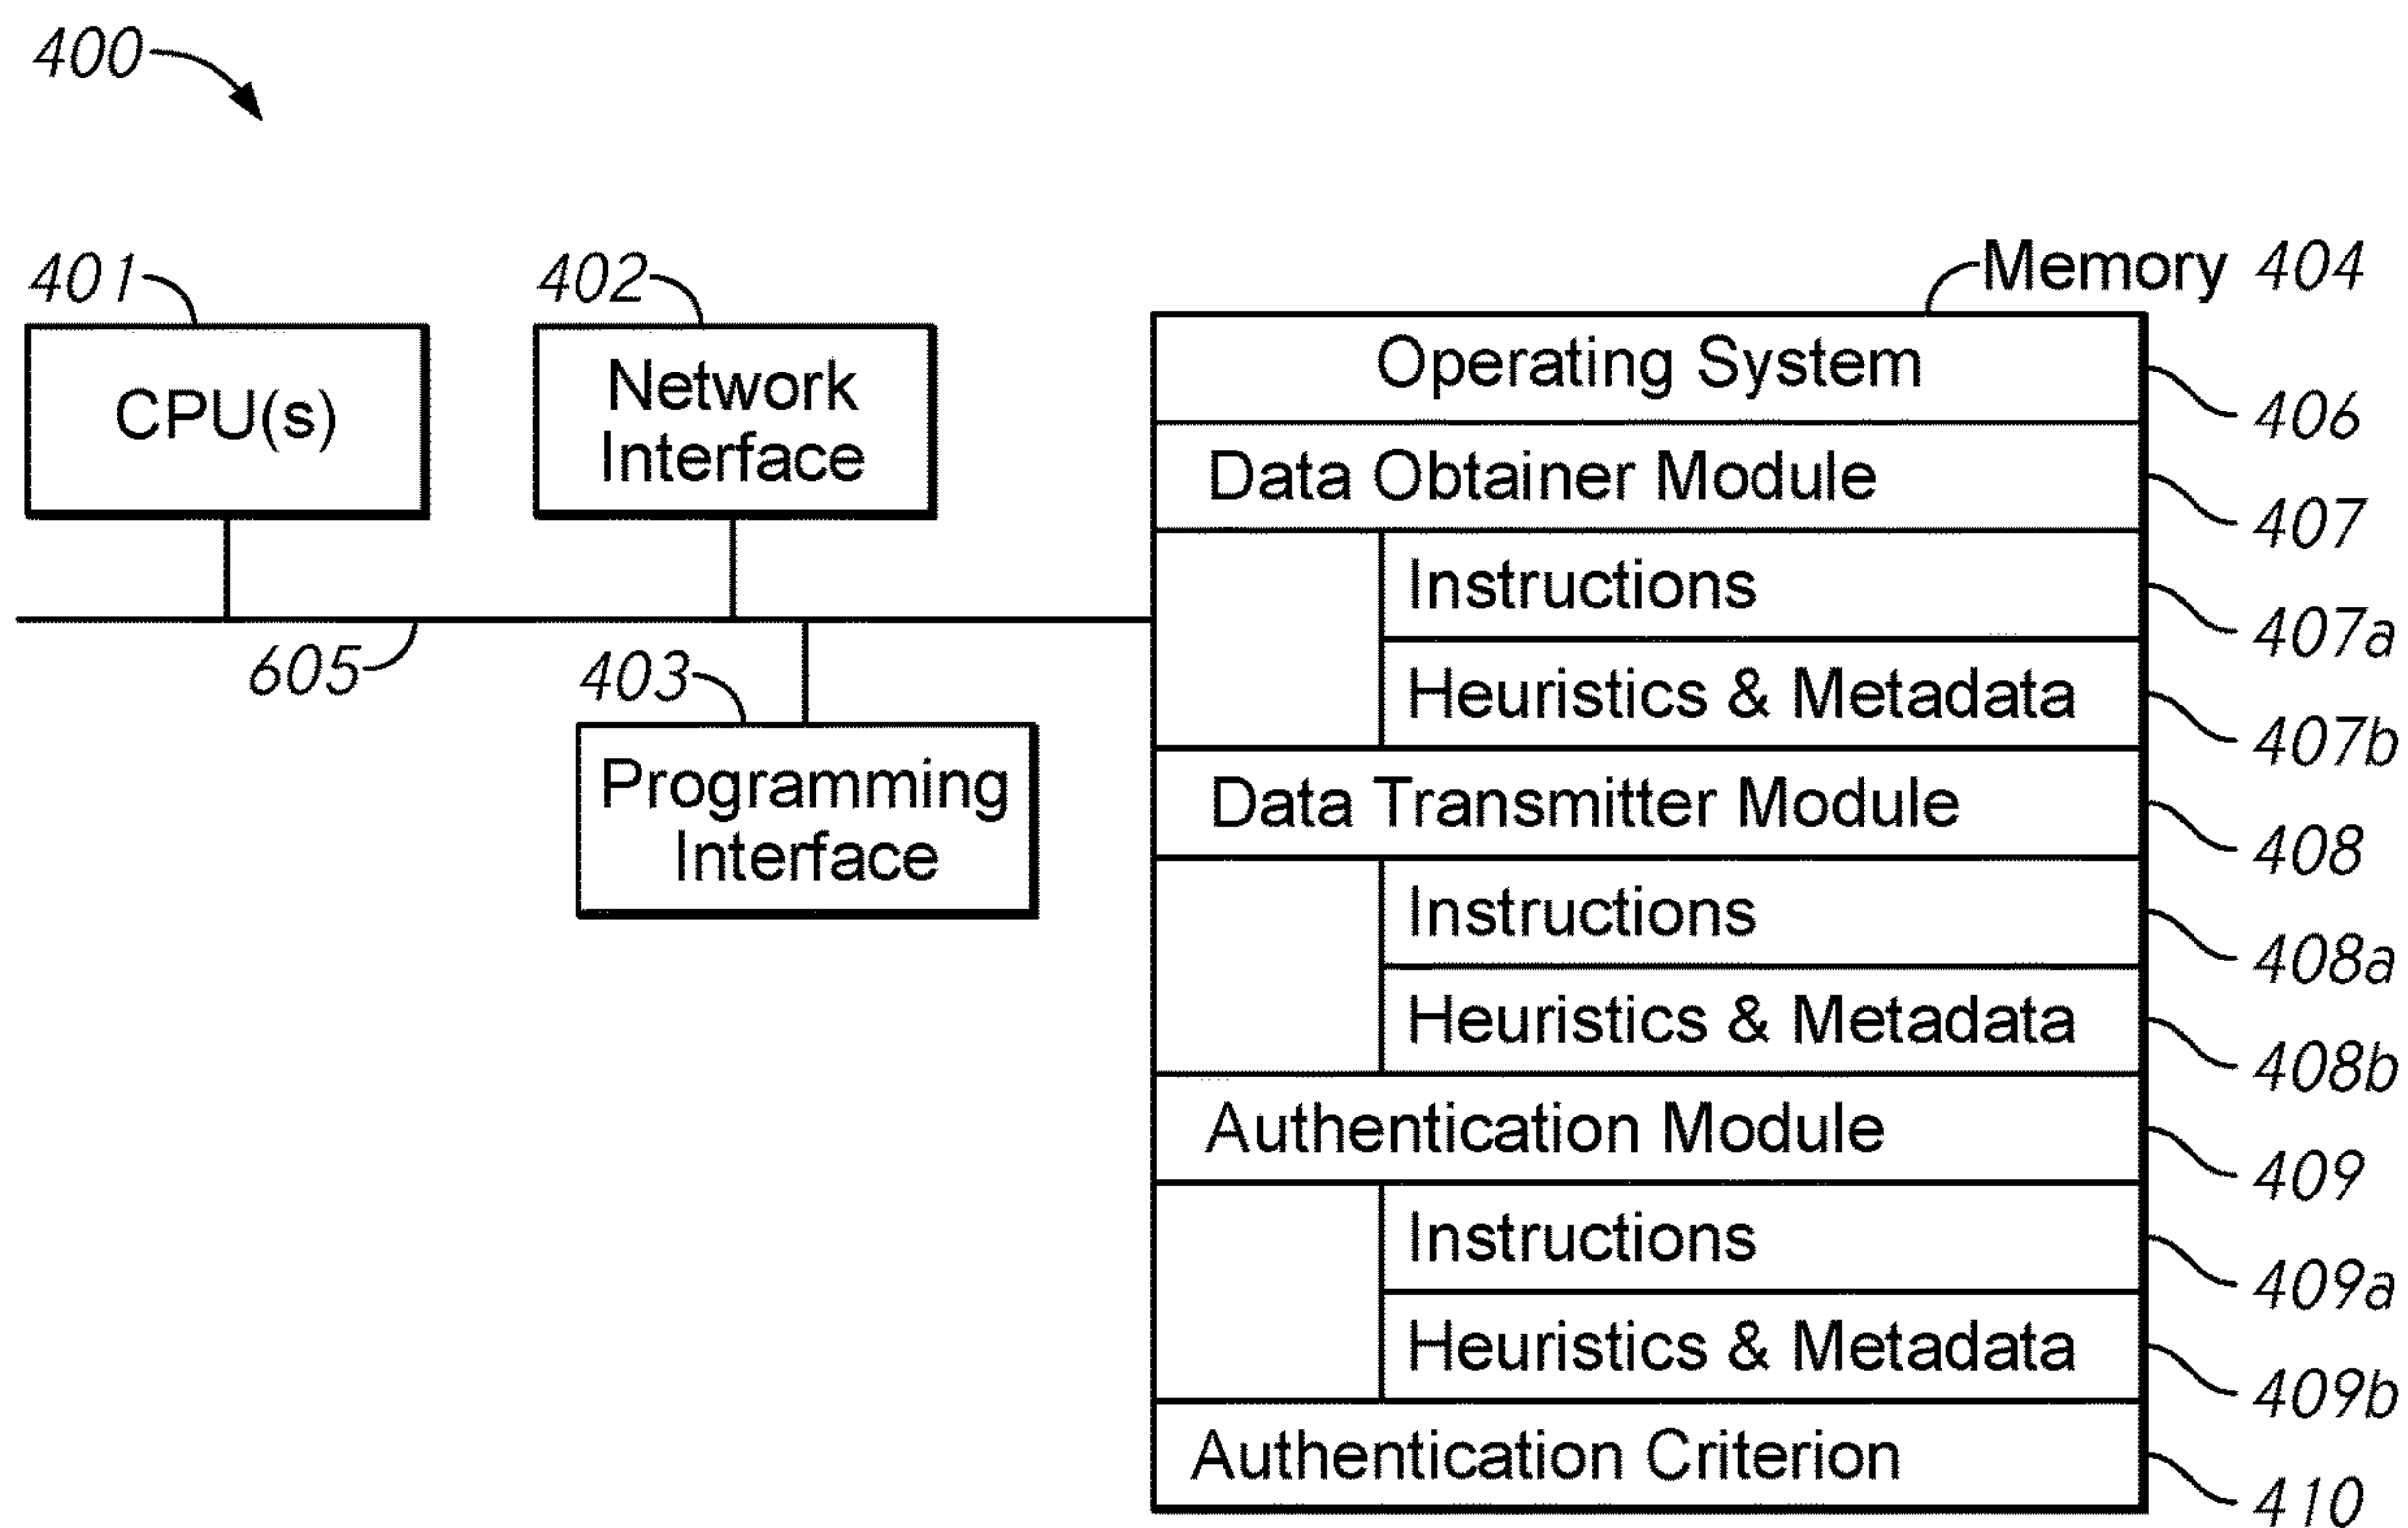 400
401
402
Memory 404
CPU(s)
Network
Interface
605
403
Programming
Interface
Operating System
406
Data Obtainer Module
407
Instructions
407a
Heuristics & Metadata
407b
Data Transmitter Module
408
Instructions
408a
Heuristics & Metadata
408b
Authentication Module
409
Instructions
409a
Heuristics & Metadata
409b
Authentication Criterion
410